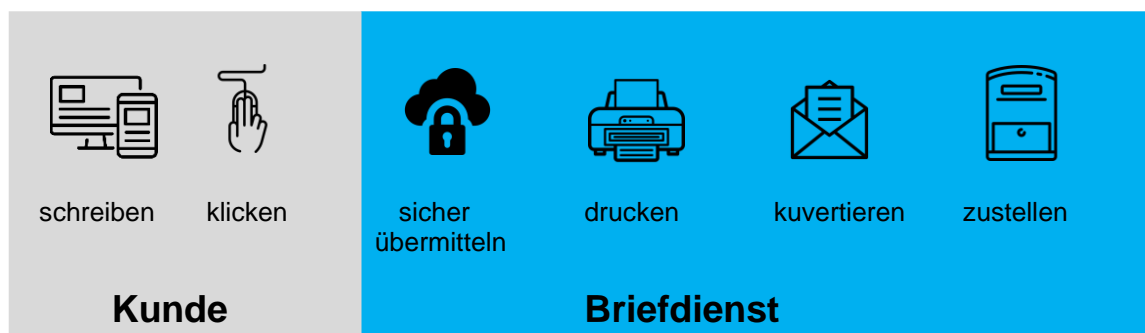 schreiben klicken sicher drucken kuvertieren zustellen
übermitteln
Kunde Briefdienst